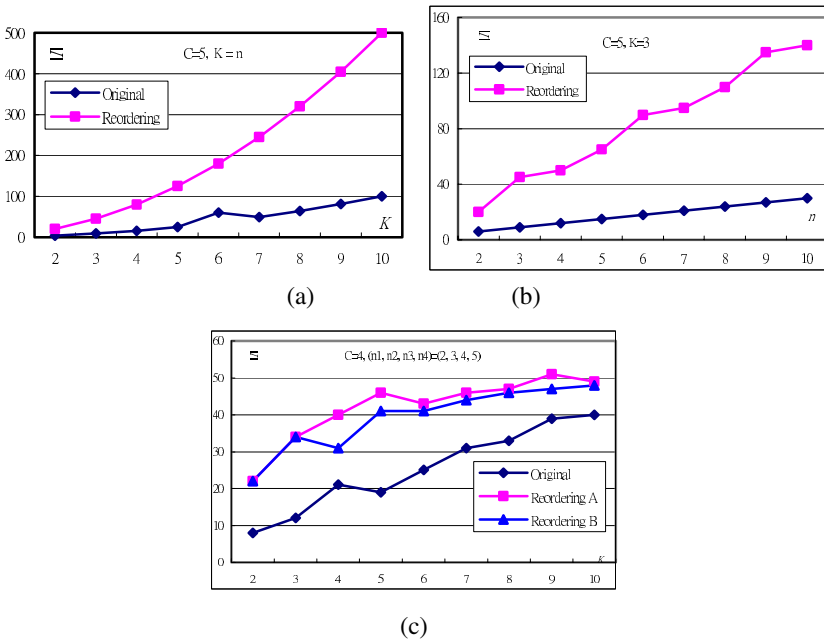 500
400
300
200
100
0
C=5, K = n
Original
Reordering
K
2 3 4 5 6 7 8 9 10
(a)
160
120
80
40
0
C=5, K=3
Original
Reordering
n
2 3 4 5 6 7 8 9 10
(b)
60
50
40
30
20
10
0
C=4, (n1, n2, n3, n4)=(2, 3, 4, 5)
Original
Reordering A
Reordering B
K
2 3 4 5 6 7 8 9 10
(c)